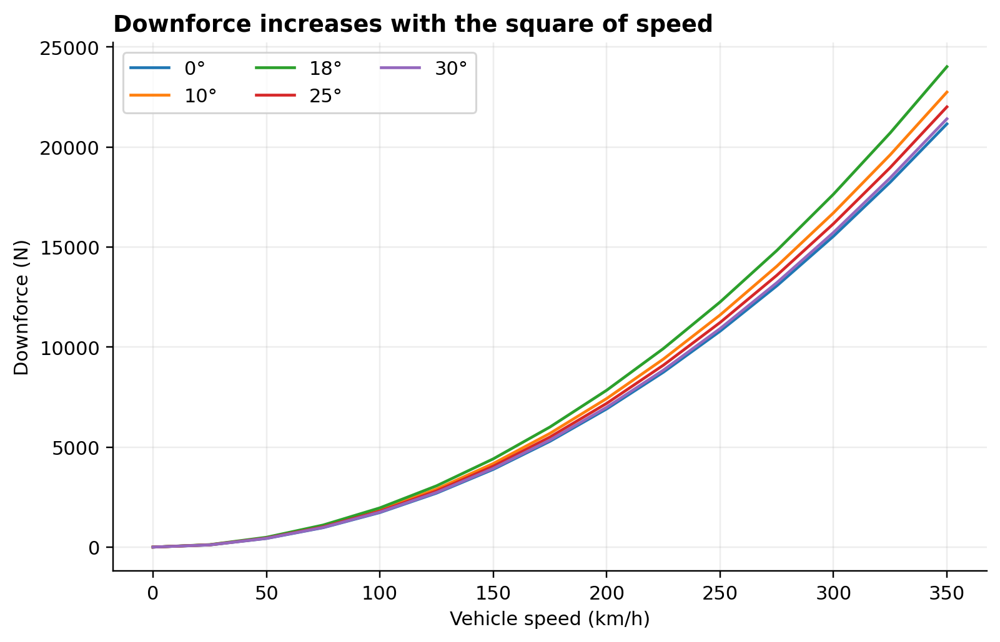 Downforce increases with the square of speed
25000
20000
15000
10000
5000
0
Downforce (N)
0° 18° 30°
10° 25°
0 50 100 150 200 250 300 350
Vehicle speed (km/h)